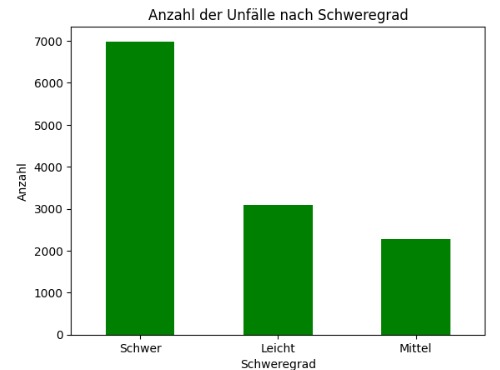 Anzahl der Unfälle nach Schweregrad
Anzahl
7000
6000
5000
4000
3000
2000
1000
0
Schwer Leicht Mittel
Schweregrad